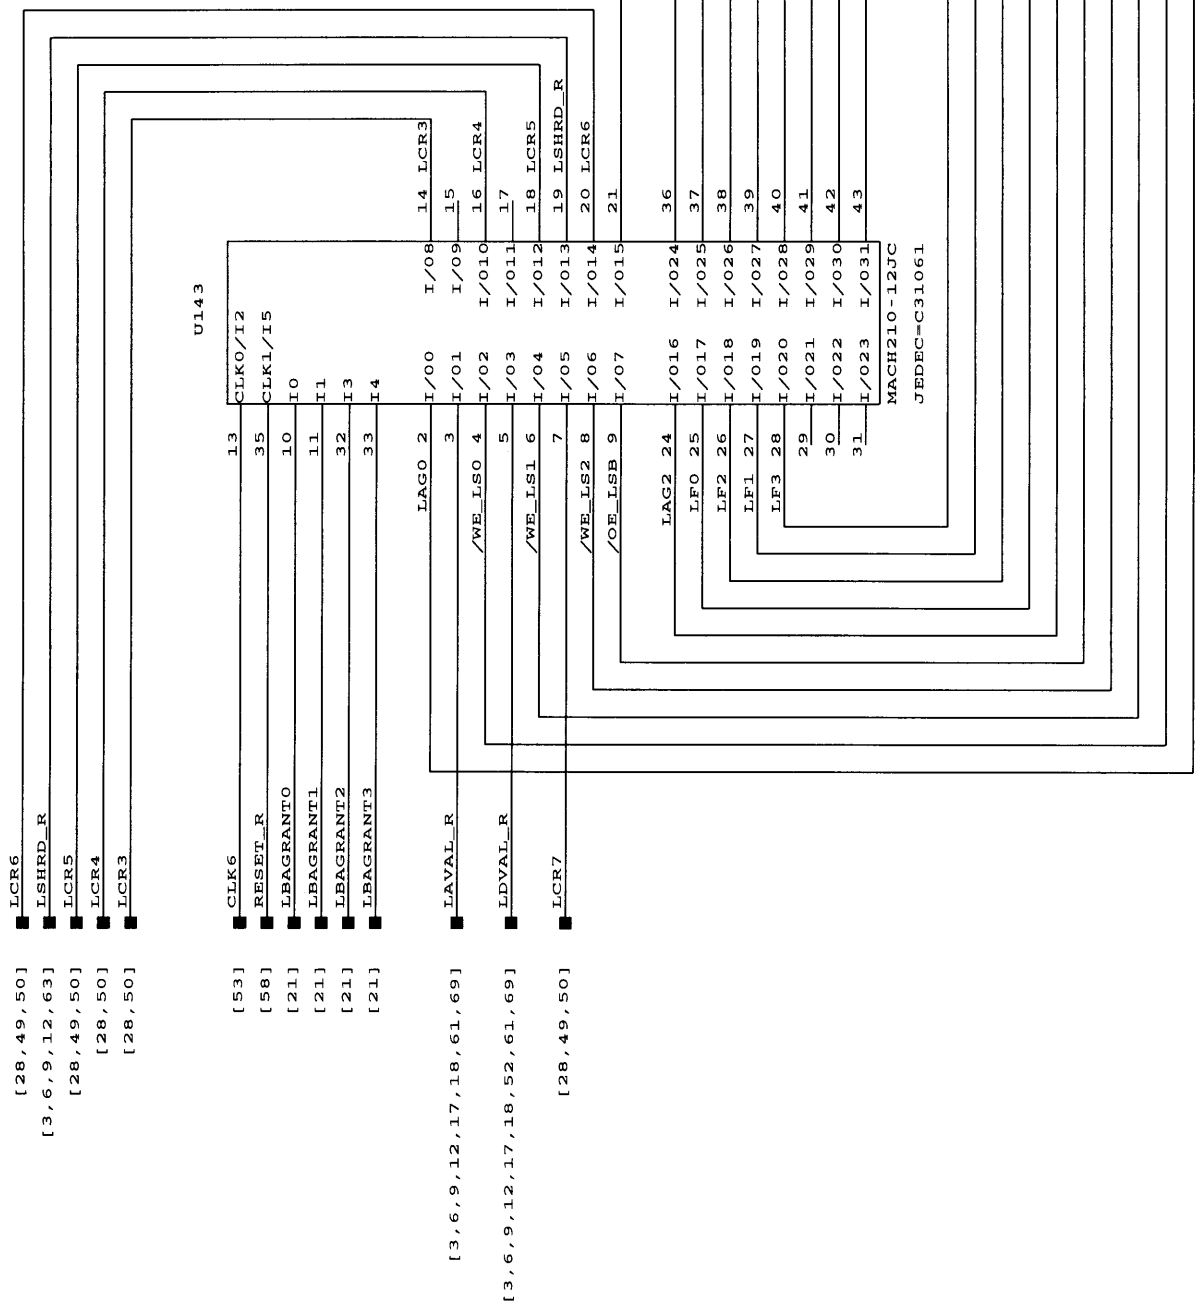 [28,49,50] LCR6
[3,6,9,12,63] LSHRD_R
[28,49,50] LCR5
[28,50] LCR4
[28,50] LCR3
U143
[53] CLK6 13 CLK0/I2
[58] RESET_R 35 CLK1/I5
[21] LBAGRANT0 10 I0
[21] LBAGRANT1 11 I1
[21] LBAGRANT2 32 I3
[21] LBAGRANT3 33 I4
LAG0 2 I/O0 I/O8 14 LCR3
[3,6,9,12,17,18,61,69] LAVAL_R 3 I/O1 I/O9 15
/WE_LS0 4 I/O2 I/O10 16 LCR4
[3,6,9,12,17,18,52,61,69] LDVAL_R 5 I/O3 I/O11 17
/WE_LS1 6 I/O4 I/O12 18 LCR5
[28,49,50] LCR7 7 I/O5 I/O13 19 LSHRD_R
/WE_LS2 8 I/O6 I/O14 20 LCR6
/OE_LSB 9 I/O7 I/O15 21
LAG2 24 I/O16 I/O24 36
LF0 25 I/O17 I/O25 37
LF2 26 I/O18 I/O26 38
LF1 27 I/O19 I/O27 39
LF3 28 I/O20 I/O28 40
29 I/O21 I/O29 41
30 I/O22 I/O30 42
31 I/O23 I/O31 43
MACH210-12JC
JEDEC=C31061